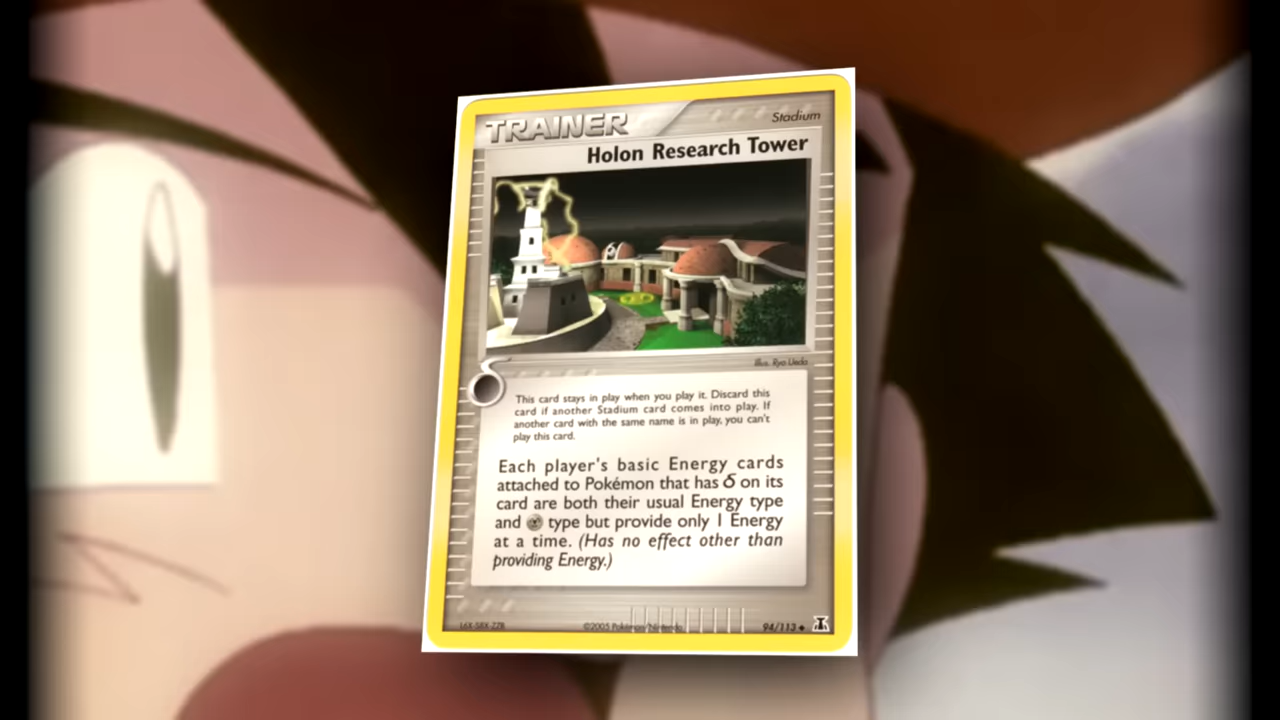 TRAINER
Stadium
Holon Research Tower
Illus. Ryo Ueda
This card stays in play when you play it. Discard this
card if another Stadium card comes into play. If
another card with the same name is in play, you can't
play this card.
Each player's basic Energy cards
attached to Pokémon that has δ on its
card are both their usual Energy type
and type but provide only 1 Energy
at a time. (Has no effect other than
providing Energy.)
©2005 Pokémon/Nintendo
94/113